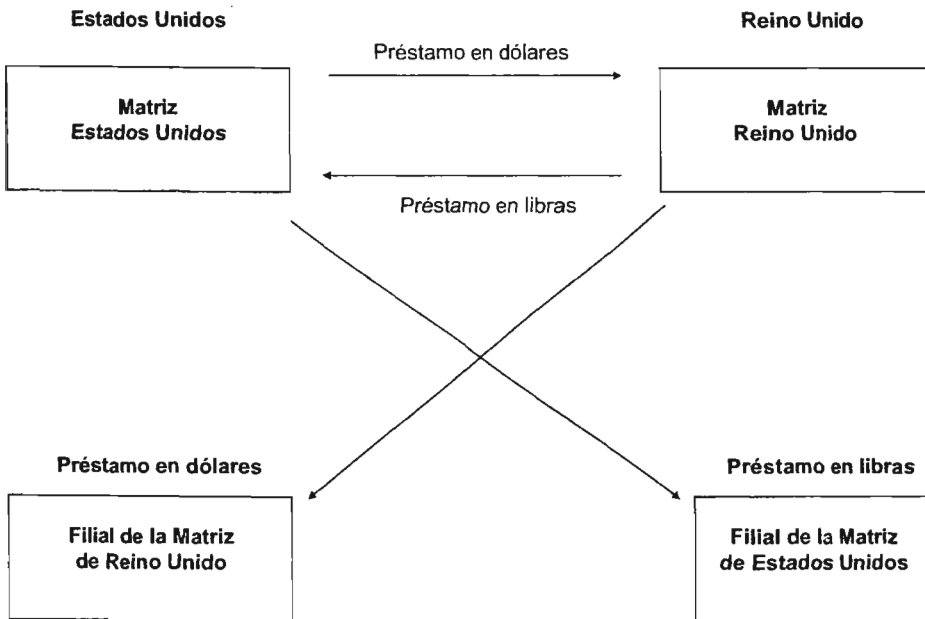 Estados Unidos
Reino Unido
Préstamo en dólares
Matriz
Estados Unidos
Matriz
Reino Unido
Préstamo en libras
Préstamo en dólares
Préstamo en libras
Filial de la Matriz
de Reino Unido
Filial de la Matriz
de Estados Unidos